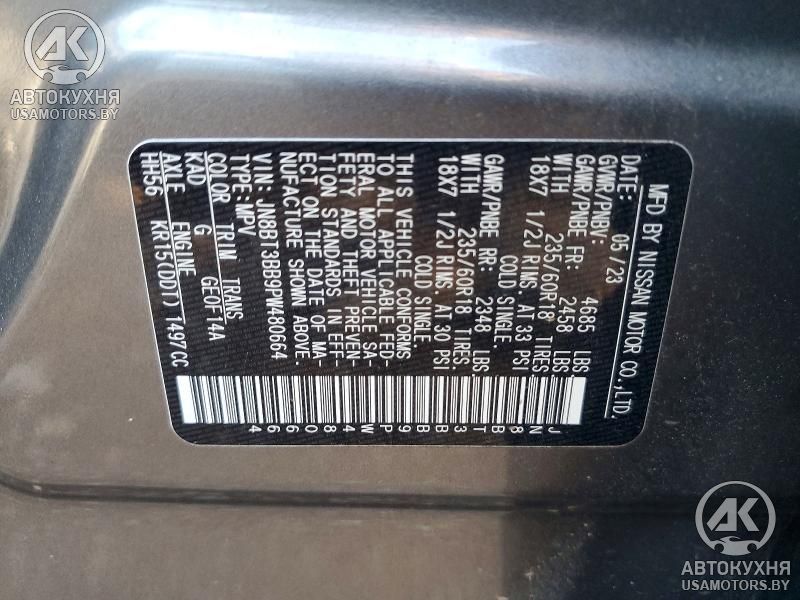 MFD BY NISSAN MOTOR CO.,LTD.
DATE: 05/23
GVWR/PNBV: 4685 LBS
GAWR/PNBE FR: 2458 LBS
WITH 235/60R18 TIRES
18X7 1/2J RIMS, AT 33 PSI
COLD SINGLE.
GAWR/PNBE RR: 2348 LBS
WITH 235/60R18 TIRES.
18X7 1/2J RIMS, AT 30 PSI
COLD SINGLE.
THIS VEHICLE CONFORMS
TO ALL APPLICABLE FED-
ERAL MOTOR VEHICLE SA-
FETY AND THEFT PREVEN-
TION STANDARDS IN EFF-
ECT ON THE DATE OF MA-
NUFACTURE SHOWN ABOVE.
VIN: JN8BT3BB9PW480664
TYPE: MPV
COLOR TRIM TRANS
KAD G GE0F14A
AXLE ENGINE
HH56 KR15(DDT) 1497CC
JN8BT3BB9PW480664
AK
АВТОКУХНЯ
USAMOTORS.BY
AK
АВТОКУХНЯ
USAMOTORS.BY